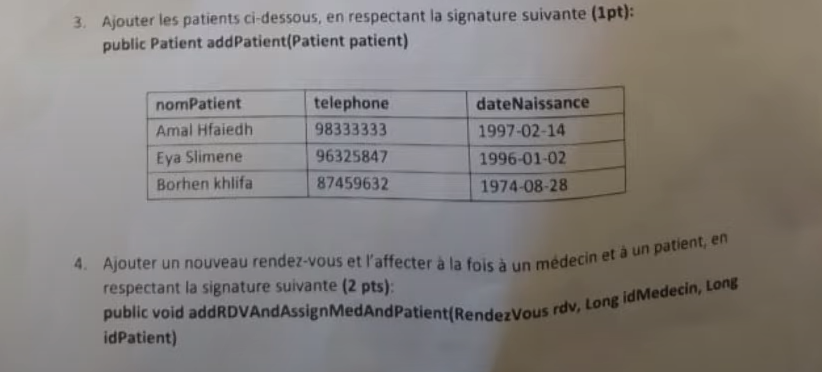 3. Ajouter les patients ci-dessous, en respectant la signature suivante (1pt):
public Patient addPatient(Patient patient)
nomPatient telephone dateNaissance
Amal Hfaiedh 98333333 1997-02-14
Eya Slimene 96325847 1996-01-02
Borhen khlifa 87459632 1974-08-28
4. Ajouter un nouveau rendez-vous et l'affecter à la fois à un médecin et à un patient, en
respectant la signature suivante (2 pts):
public void addRDVAndAssignMedAndPatient(RendezVous rdv, Long idMedecin, Long
idPatient)